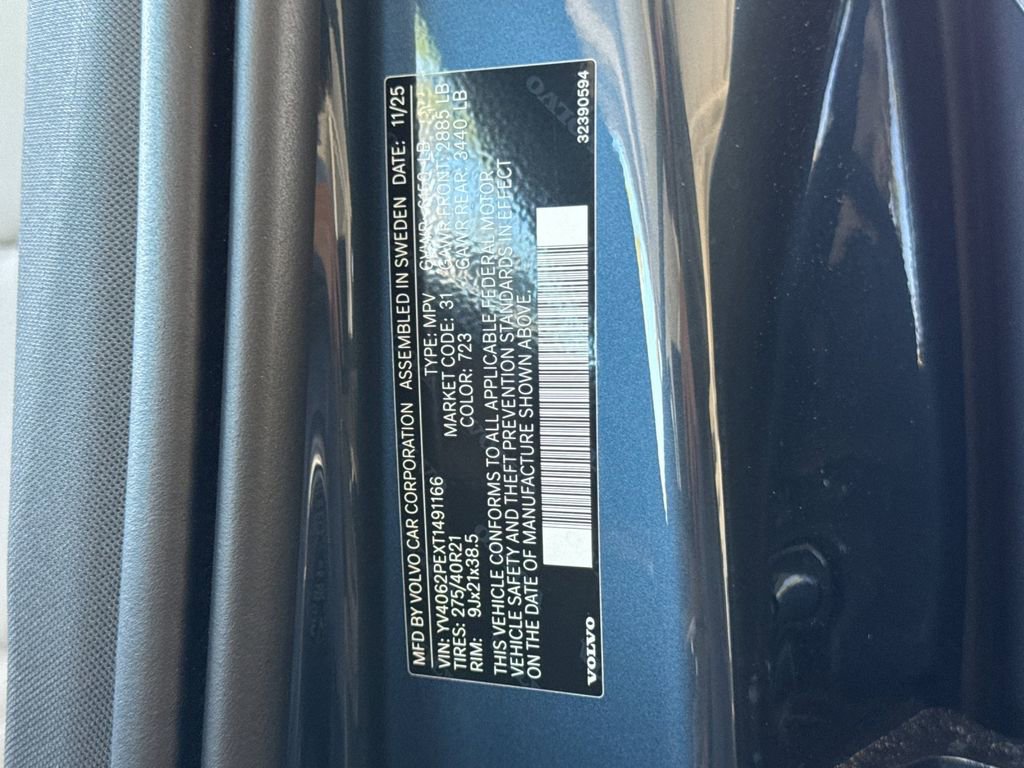 MFD BY VOLVO CAR CORPORATION ASSEMBLED IN SWEDEN DATE: 11/25
VIN: YV4062PEXT1491166 TYPE: MPV GVWR: LB
TIRES: 275/40R21 MARKET CODE: 31 GAWR FRONT: 2885 LB
RIM: 9Jx21x38.5 COLOR: 723 GAWR REAR: 3440 LB
THIS VEHICLE CONFORMS TO ALL APPLICABLE FEDERAL MOTOR
VEHICLE SAFETY AND THEFT PREVENTION STANDARDS IN EFFECT
ON THE DATE OF MANUFACTURE SHOWN ABOVE.
VOLVO 32390594
VOLVO